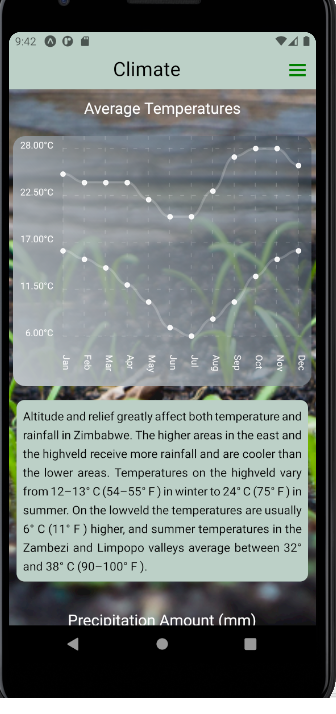 9:42
Climate
Average Temperatures
28.00°C
22.50°C
17.00°C
11.50°C
6.00°C
Jan Feb Mar Apr May Jun Jul Aug Sep Oct Nov Dec
Altitude and relief greatly affect both temperature and
rainfall in Zimbabwe. The higher areas in the east and
the highveld receive more rainfall and are cooler than
the lower areas. Temperatures on the highveld vary
from 12–13° C (54–55° F ) in winter to 24° C (75° F ) in
summer. On the lowveld the temperatures are usually
6° C (11° F ) higher, and summer temperatures in the
Zambezi and Limpopo valleys average between 32°
and 38° C (90–100° F ).
Precipitation Amount (mm)